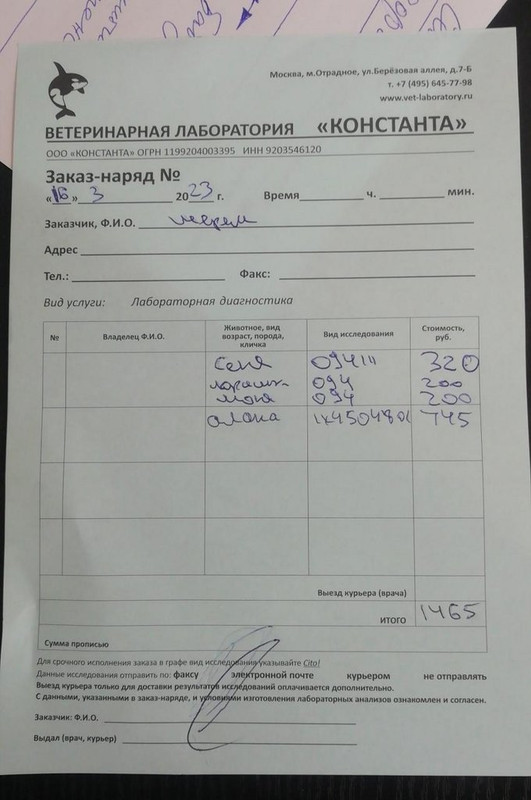 Москва, м.Отрадное, ул.Берёзовая аллея, д.7-Б
т. +7 (495) 645-77-98
www.vet-laboratory.ru
ВЕТЕРИНАРНАЯ ЛАБОРАТОРИЯ «КОНСТАНТА»
ООО «КОНСТАНТА» ОГРН 1199204003395 ИНН 9203546120
Заказ-наряд №
«16» 3 2023 г. Время ч. мин.
Заказчик, Ф.И.О.
Адрес
Тел.: Факс:
Вид услуги: Лабораторная диагностика
№ Владелец Ф.И.О. Животное, вид возраст, порода, кличка Вид исследования Стоимость, руб.
Сеня 320
094 200
Моня 094 200
745
Выезд курьера (врача)
ИТОГО 1465
Сумма прописью
Для срочного исполнения заказа в графе вид исследования указывайте Cito!
Данные исследования отправить по: факсу электронной почте курьером не отправлять
Выезд курьера только для доставки результатов исследований оплачивается дополнительно.
С данными, указанными в заказ-наряде, и условиями изготовления лабораторных анализов ознакомлен и согласен.
Заказчик: Ф.И.О.
Выдал (врач, курьер)